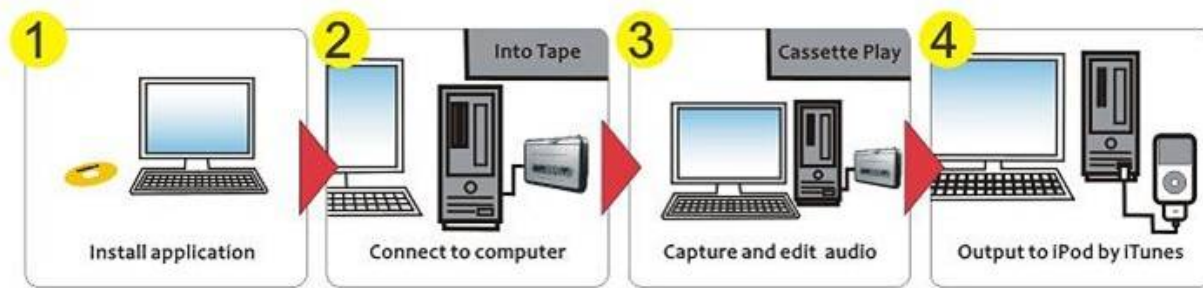 1
Install application
2
Into Tape
Connect to computer
3
Cassette Play
Capture and edit audio
4
Output to iPod by iTunes